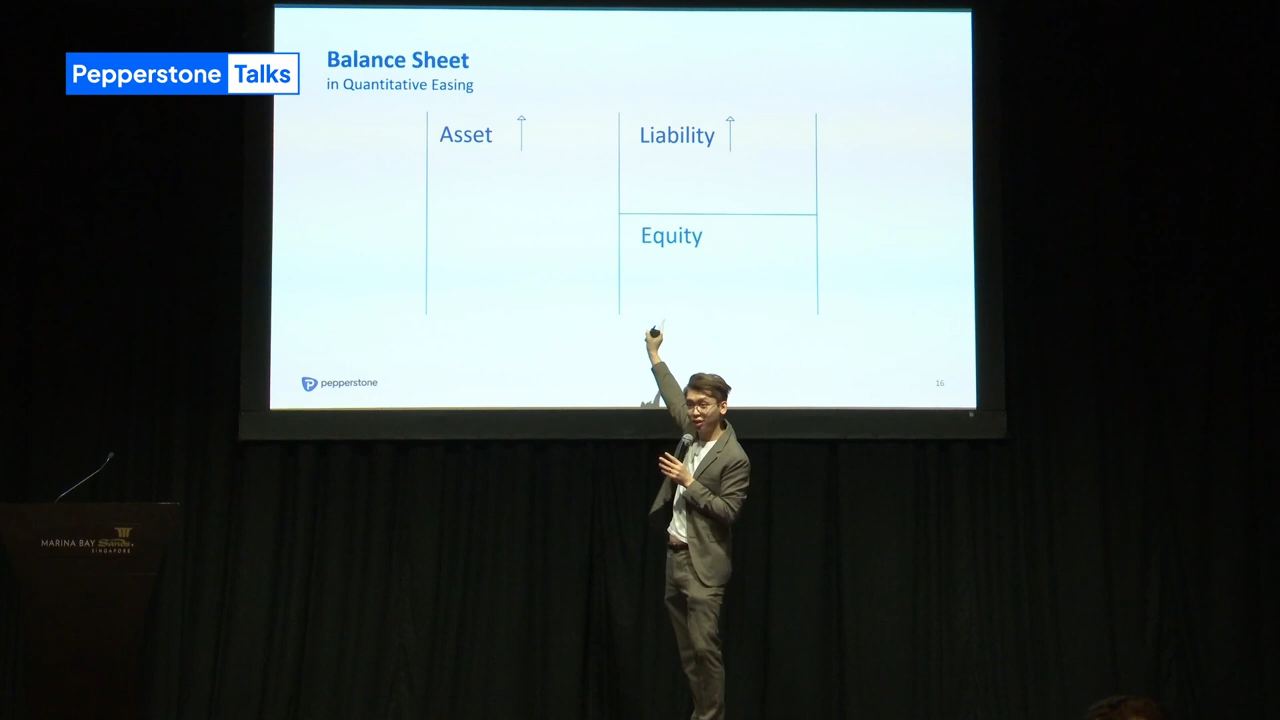 Pepperstone Talks
Balance Sheet
in Quantitative Easing
Asset
Liability
Equity
pepperstone
16
MARINA BAY Sands
SINGAPORE